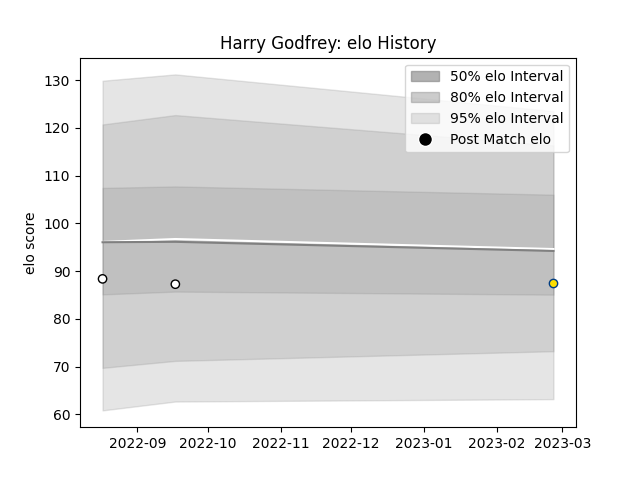 Harry Godfrey: elo History
50% elo Interval
80% elo Interval
95% elo Interval
Post Match elo
elo score
130
120
110
100
90
80
70
60
2022-09 2022-10 2022-11 2022-12 2023-01 2023-02 2023-03